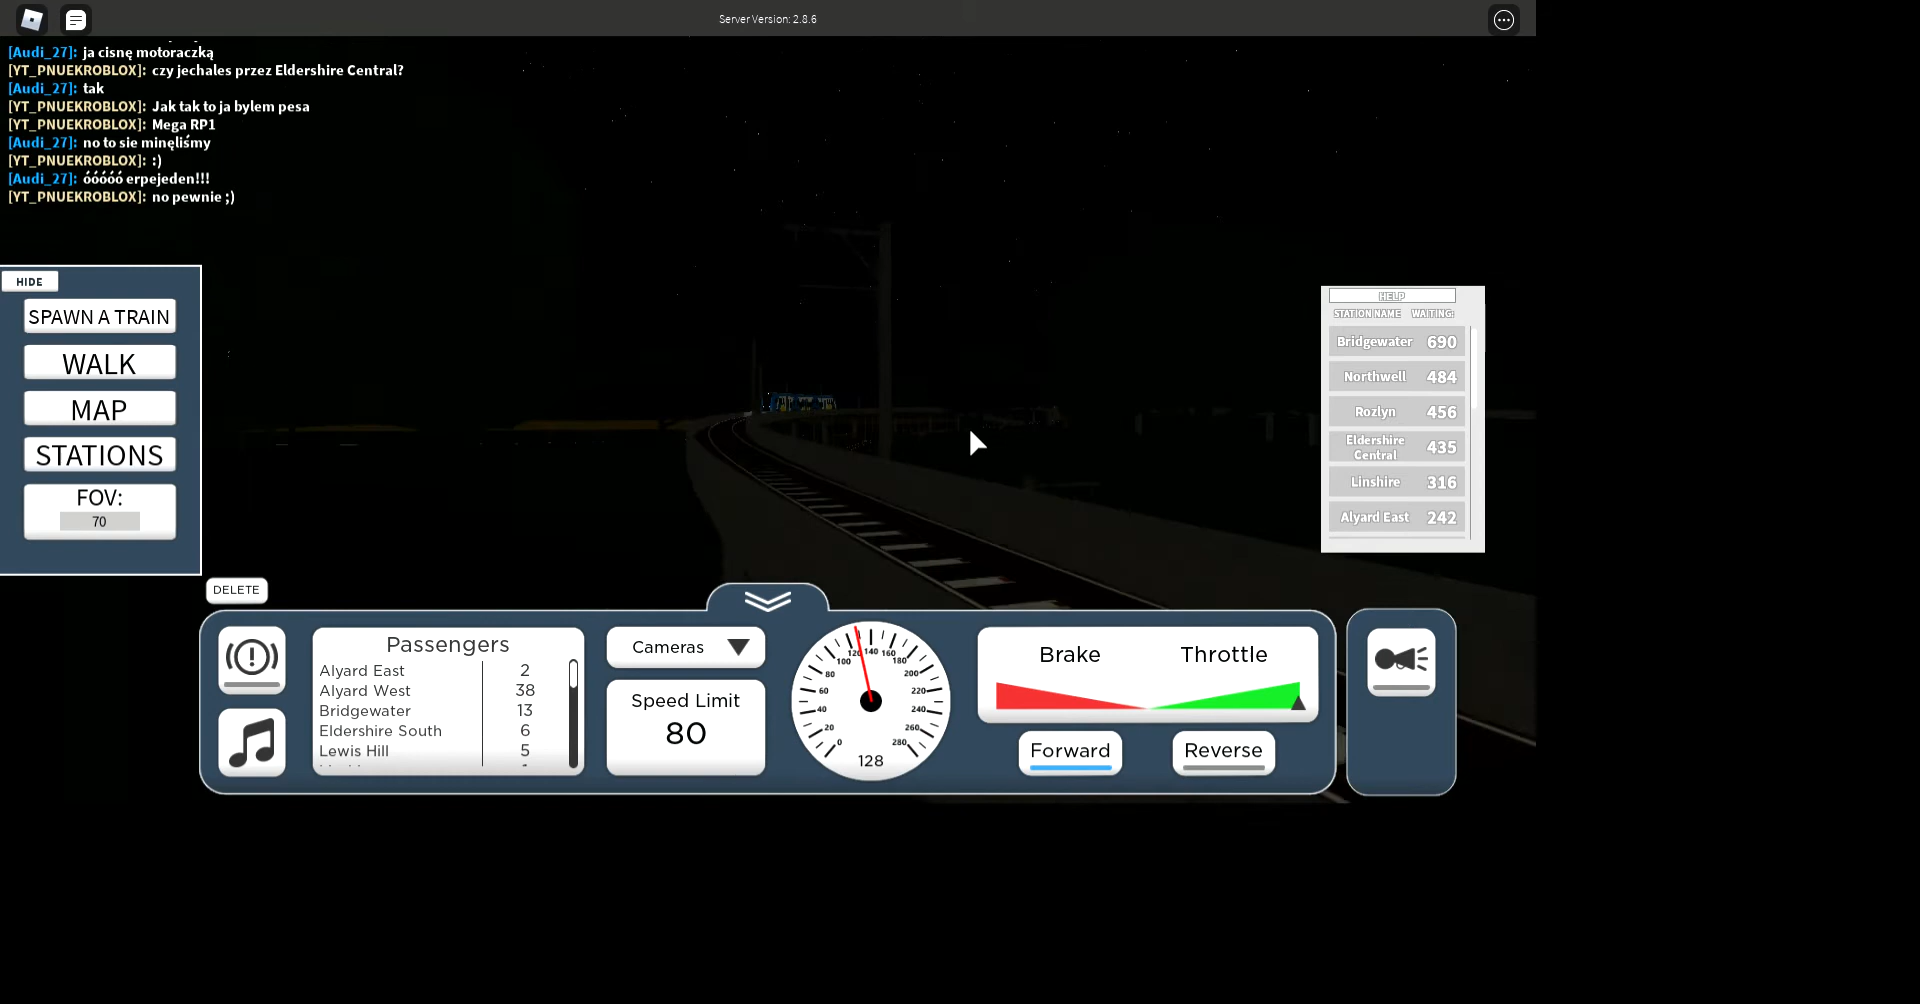 Server Version: 2.8.6
[Audi_27]: ja cisnę motoraczką
[YT_PNUEKROBLOX]: czy jechales przez Eldershire Central?
[Audi_27]: tak
[YT_PNUEKROBLOX]: Jak tak to ja bylem pesa
[YT_PNUEKROBLOX]: Mega RP1
[Audi_27]: no to sie minęliśmy
[YT_PNUEKROBLOX]: :)
[Audi_27]: óóóóó erpejeden!!!
[YT_PNUEKROBLOX]: no pewnie ;)
HIDE
SPAWN A TRAIN
WALK
MAP
STATIONS
FOV:
70
HELP
STATION NAME WAITING:
Bridgewater 690
Northwell 484
Rozlyn 456
Eldershire
Central 435
Linshire 316
Alyard East 242
DELETE
Passengers
Alyard East 2
Alyard West 38
Bridgewater 13
Eldershire South 6
Lewis Hill 5
Cameras
Speed Limit
80
0 20 40 60 80 100 120 140 160 180 200 220 240 260 280
128
Brake Throttle
Forward Reverse